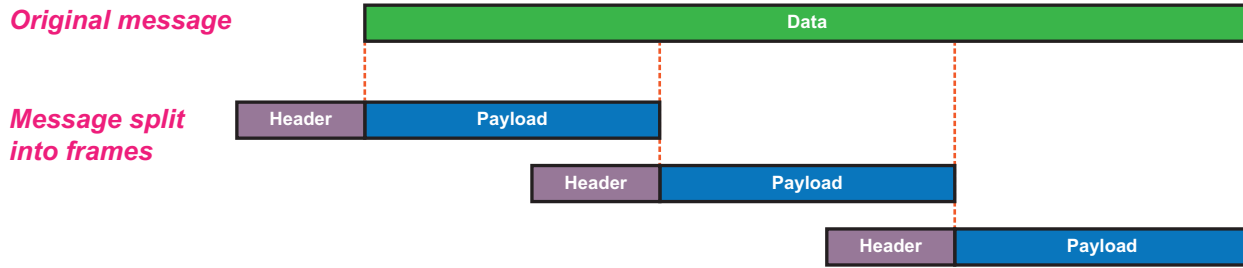 Original message
Data
Message split
into frames
Header
Payload
Header
Payload
Header
Payload